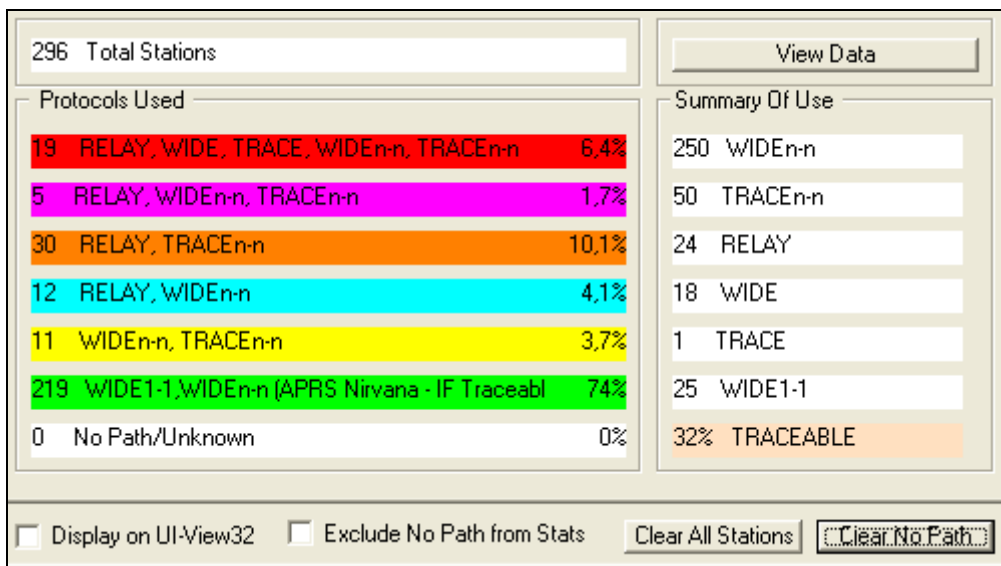 296 Total Stations
View Data
Protocols Used
19 RELAY, WIDE, TRACE, WIDEn-n, TRACEn-n 6,4%
5 RELAY, WIDEn-n, TRACEn-n 1,7%
30 RELAY, TRACEn-n 10,1%
12 RELAY, WIDEn-n 4,1%
11 WIDEn-n, TRACEn-n 3,7%
219 WIDE1-1,WIDEn-n (APRS Nirvana - IF Traceabl 74%
0 No Path/Unknown 0%
Summary Of Use
250 WIDEn-n
50 TRACEn-n
24 RELAY
18 WIDE
1 TRACE
25 WIDE1-1
32% TRACEABLE
Display on UI-View32
Exclude No Path from Stats
Clear All Stations
Clear No Path